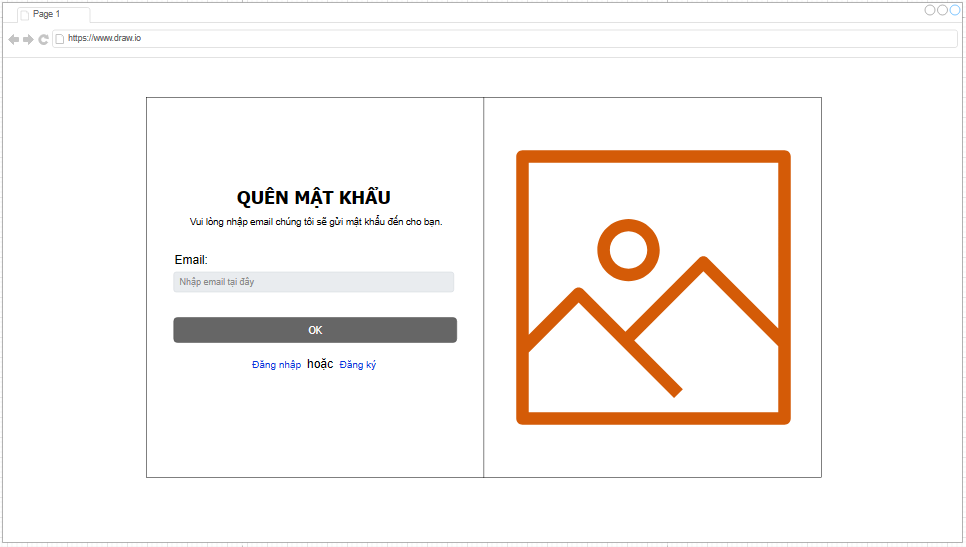 Page 1
https://www.draw.io
QUÊN MẬT KHẨU
Vui lòng nhập email chúng tôi sẽ gửi mật khẩu đến cho bạn.
Email:
Nhập email tại đây
OK
Đăng nhập hoặc Đăng ký